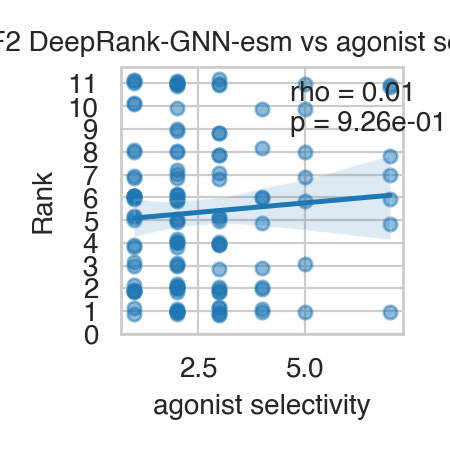 F2 DeepRank-GNN-esm vs agonist se
rho = 0.01
p = 9.26e-01
Rank
11
10
9
8
7
6
5
4
3
2
1
0
2.5 5.0
agonist selectivity